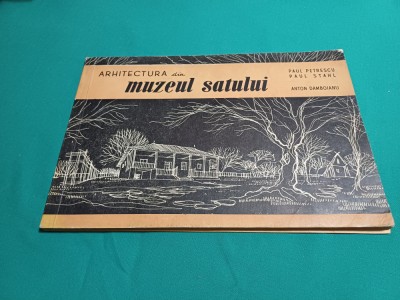 ARHITECTURA din
muzeul satului
PAUL PETRESCU
PAUL STAHL
ANTON DAMBOIANU